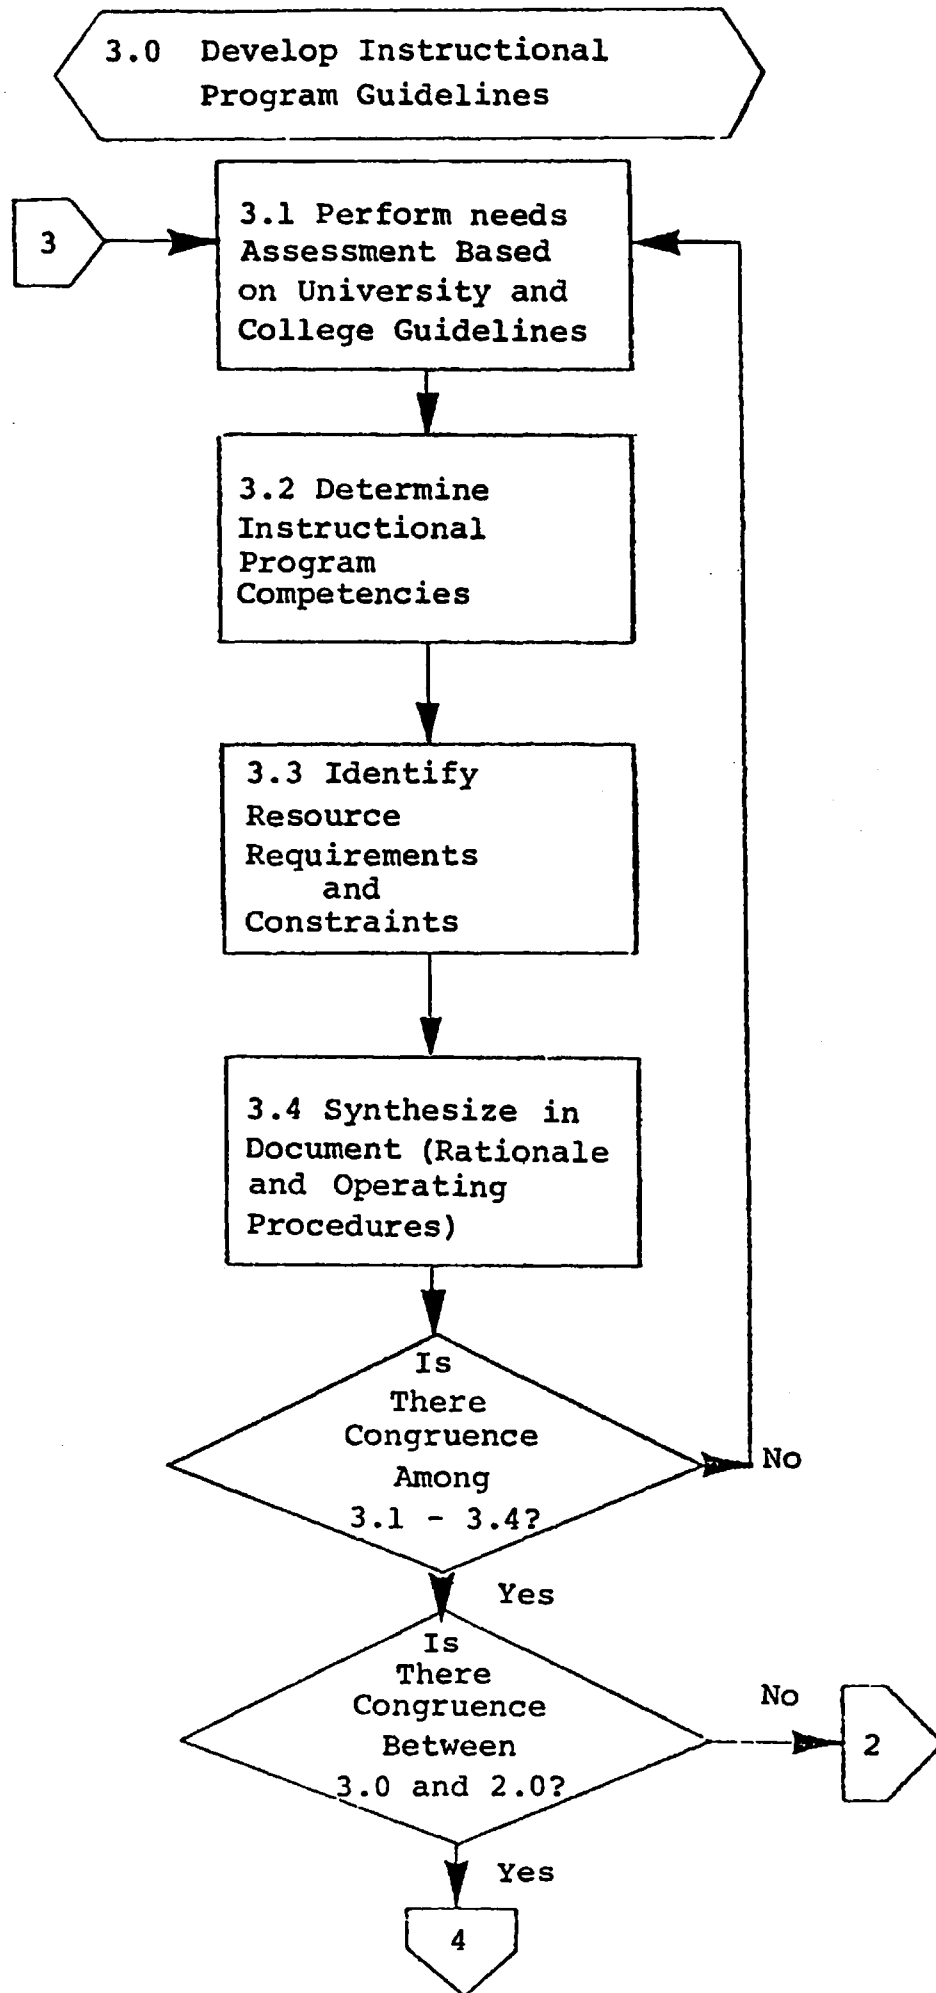 3.0 Develop Instructional
Program Guidelines
3
3.1 Perform needs
Assessment Based
on University and
College Guidelines
3.2 Determine
Instructional
Program
Competencies
3.3 Identify
Resource
Requirements
and
Constraints
3.4 Synthesize in
Document (Rationale
and Operating
Procedures)
Is
There
Congruence
Among
3.1 - 3.4?
No
Yes
Is
There
Congruence
Between
3.0 and 2.0?
No
2
Yes
4